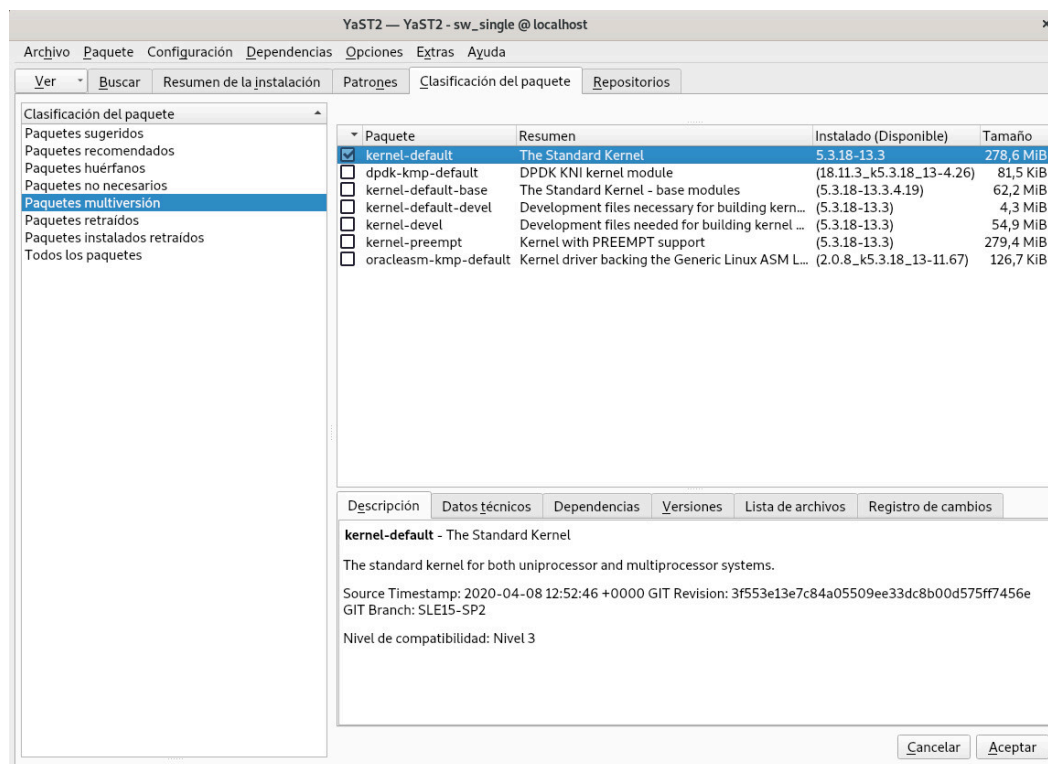 YaST2 — YaST2 - sw_single @ localhost
Archivo Paquete Configuración Dependencias Opciones Extras Ayuda
Ver Buscar Resumen de la instalación Patrones Clasificación del paquete Repositorios
Clasificación del paquete
Paquetes sugeridos
Paquetes recomendados
Paquetes huérfanos
Paquetes no necesarios
Paquetes multiversión
Paquetes retraídos
Paquetes instalados retraídos
Todos los paquetes
Paquete Resumen Instalado (Disponible) Tamaño
kernel-default The Standard Kernel 5.3.18-13.3 278,6 MiB
dpdk-kmp-default DPDK KNI kernel module (18.11.3_k5.3.18_13-4.26) 81,5 KiB
kernel-default-base The Standard Kernel - base modules (5.3.18-13.3.4.19) 62,2 MiB
kernel-default-devel Development files necessary for building kern... (5.3.18-13.3) 4,3 MiB
kernel-devel Development files needed for building kernel ... (5.3.18-13.3) 54,9 MiB
kernel-preempt Kernel with PREEMPT support (5.3.18-13.3) 279,4 MiB
oracleasm-kmp-default Kernel driver backing the Generic Linux ASM L... (2.0.8_k5.3.18_13-11.67) 126,7 KiB
Descripción Datos técnicos Dependencias Versiones Lista de archivos Registro de cambios
kernel-default - The Standard Kernel
The standard kernel for both uniprocessor and multiprocessor systems.
Source Timestamp: 2020-04-08 12:52:46 +0000 GIT Revision: 3f553e13e7c84a05509ee33dc8b00d575ff7456e
GIT Branch: SLE15-SP2
Nivel de compatibilidad: Nivel 3
Cancelar Aceptar